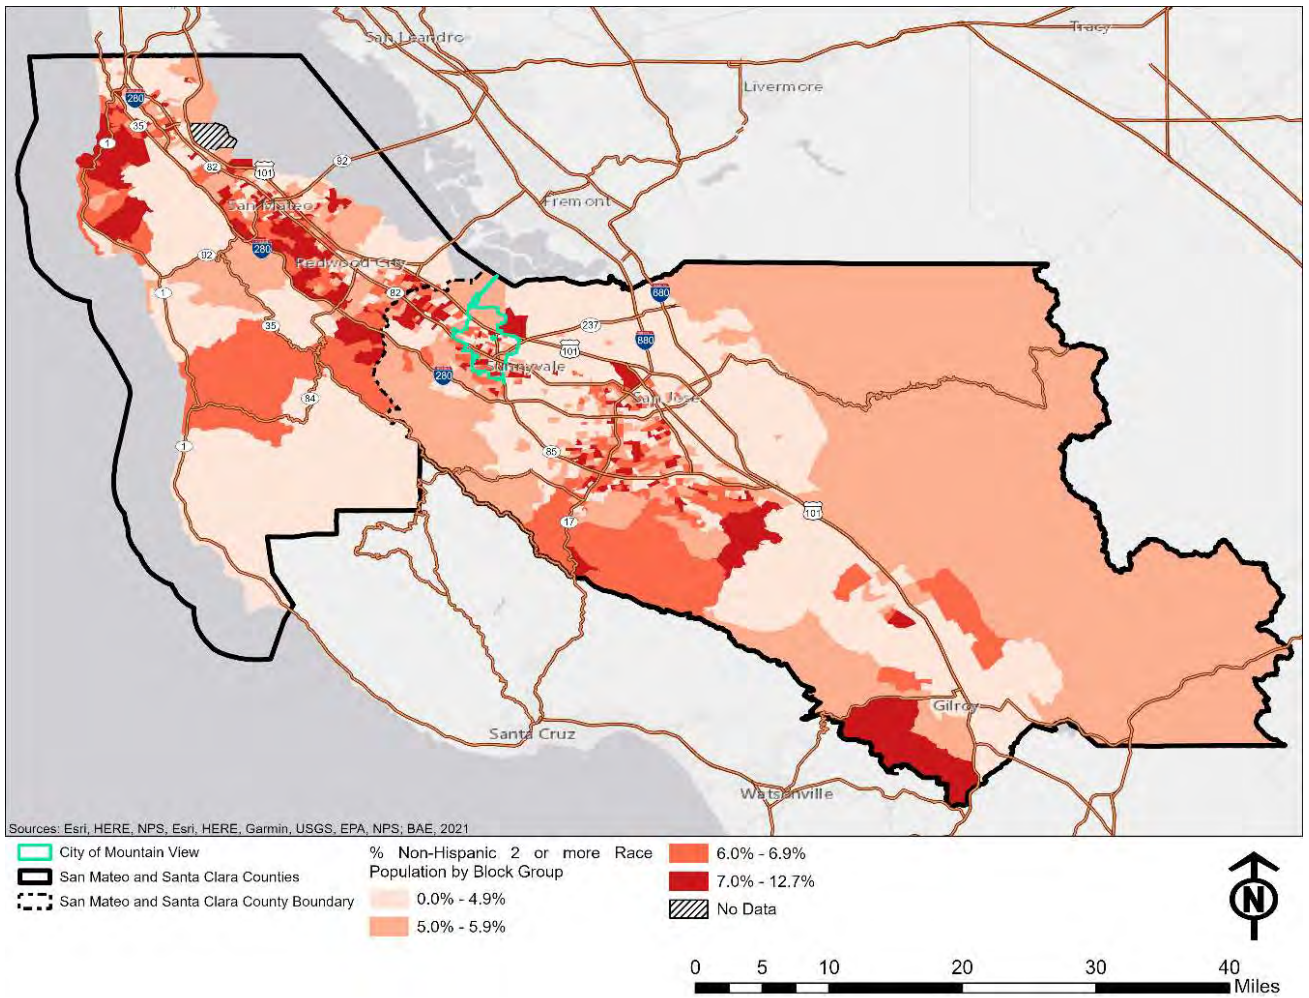 San Leandro
Tracy
Livermore
280
35
1
82
101
92
San Mateo
Fremont
280
92
Redwood City
1
82
680
237
35
880
101
Sunnyvale
280
84
San Jose
1
85
101
17
Gilroy
Santa Cruz
Watsonville
Sources: Esri, HERE, NPS, Esri, HERE, Garmin, USGS, EPA, NPS; BAE, 2021
City of Mountain View
San Mateo and Santa Clara Counties
San Mateo and Santa Clara County Boundary
% Non-Hispanic 2 or more Race
Population by Block Group
0.0% - 4.9%
5.0% - 5.9%
6.0% - 6.9%
7.0% - 12.7%
No Data
N
0 5 10 20 30 40
Miles